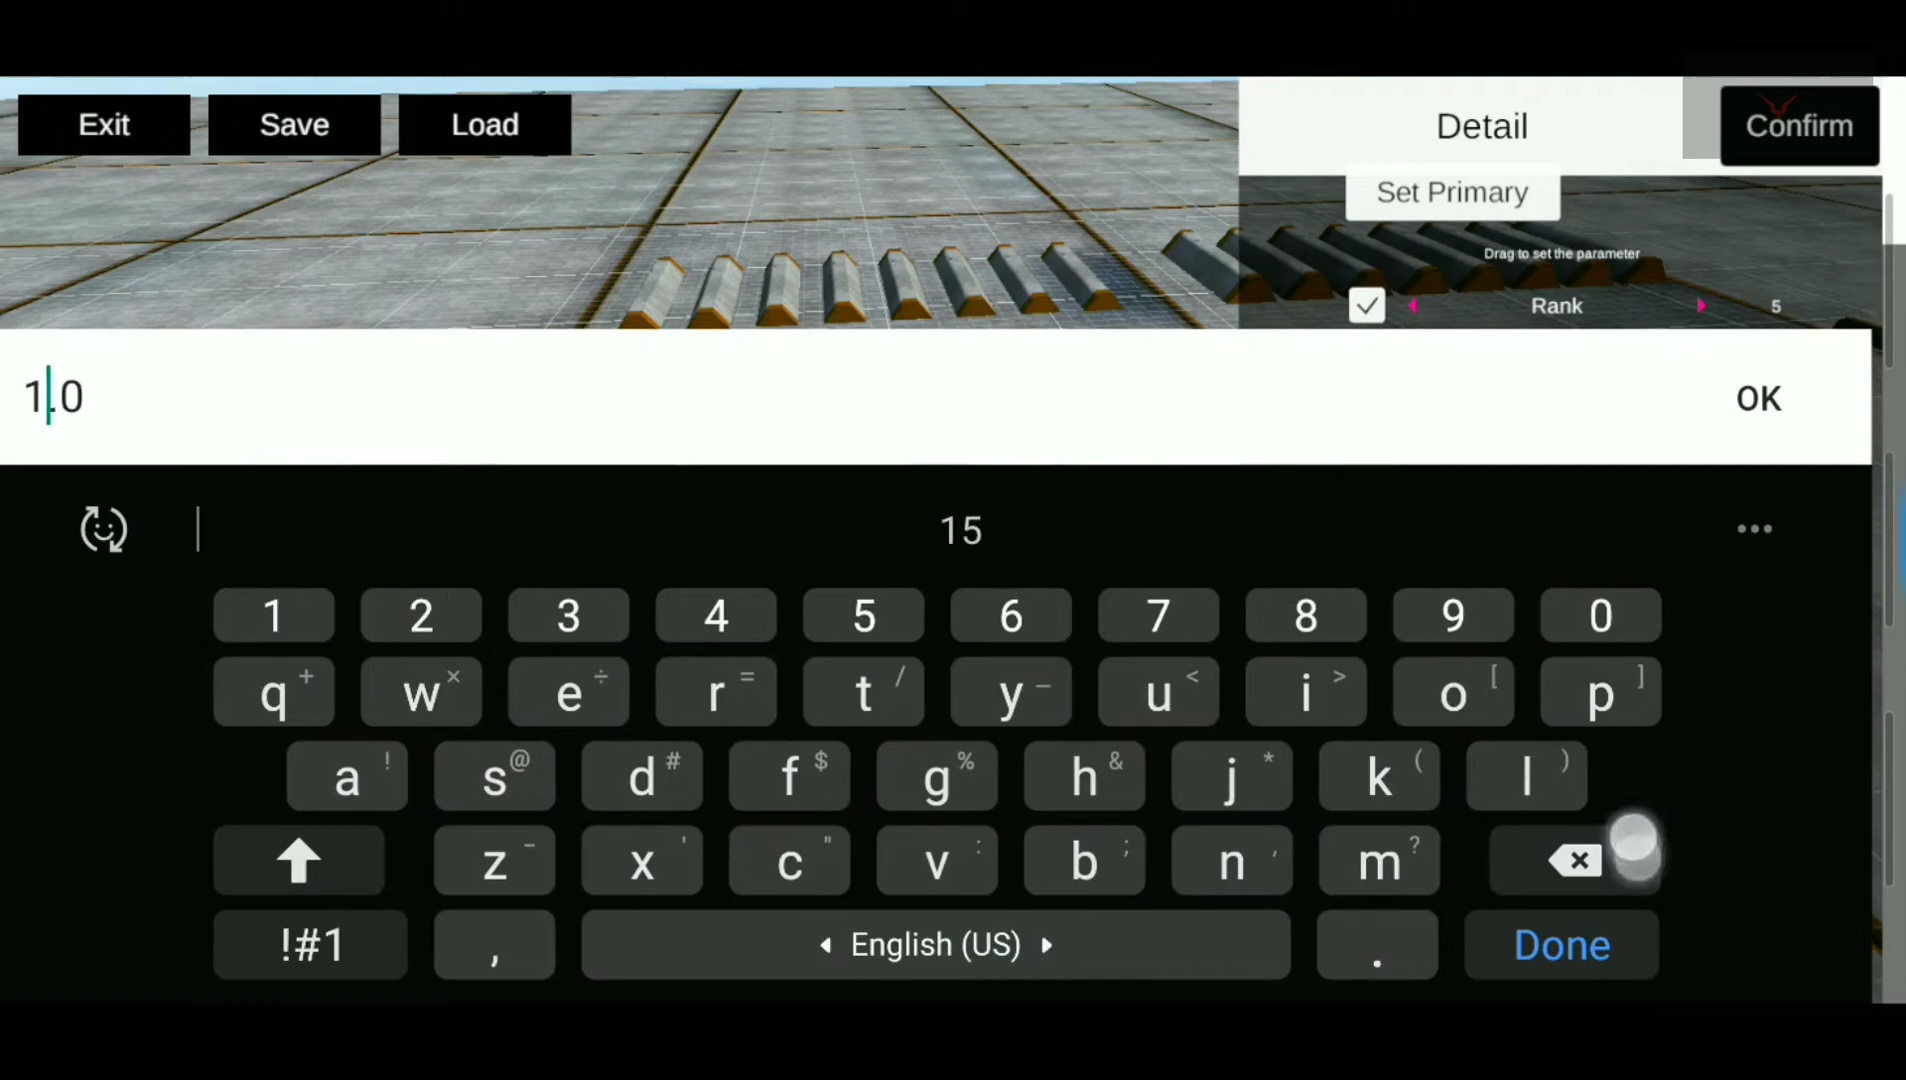 Exit Save Load Detail Confirm
Set Primary
Drag to set the parameter
Rank 5
1.0 OK
15
1 2 3 4 5 6 7 8 9 0
q + w × e ÷ r = t / y _ u < i > o [ p ]
a ! s @ d # f $ g % h & j * k ( l )
z - x ' c " v : b ; n , m ?
!#1 , English (US) . Done